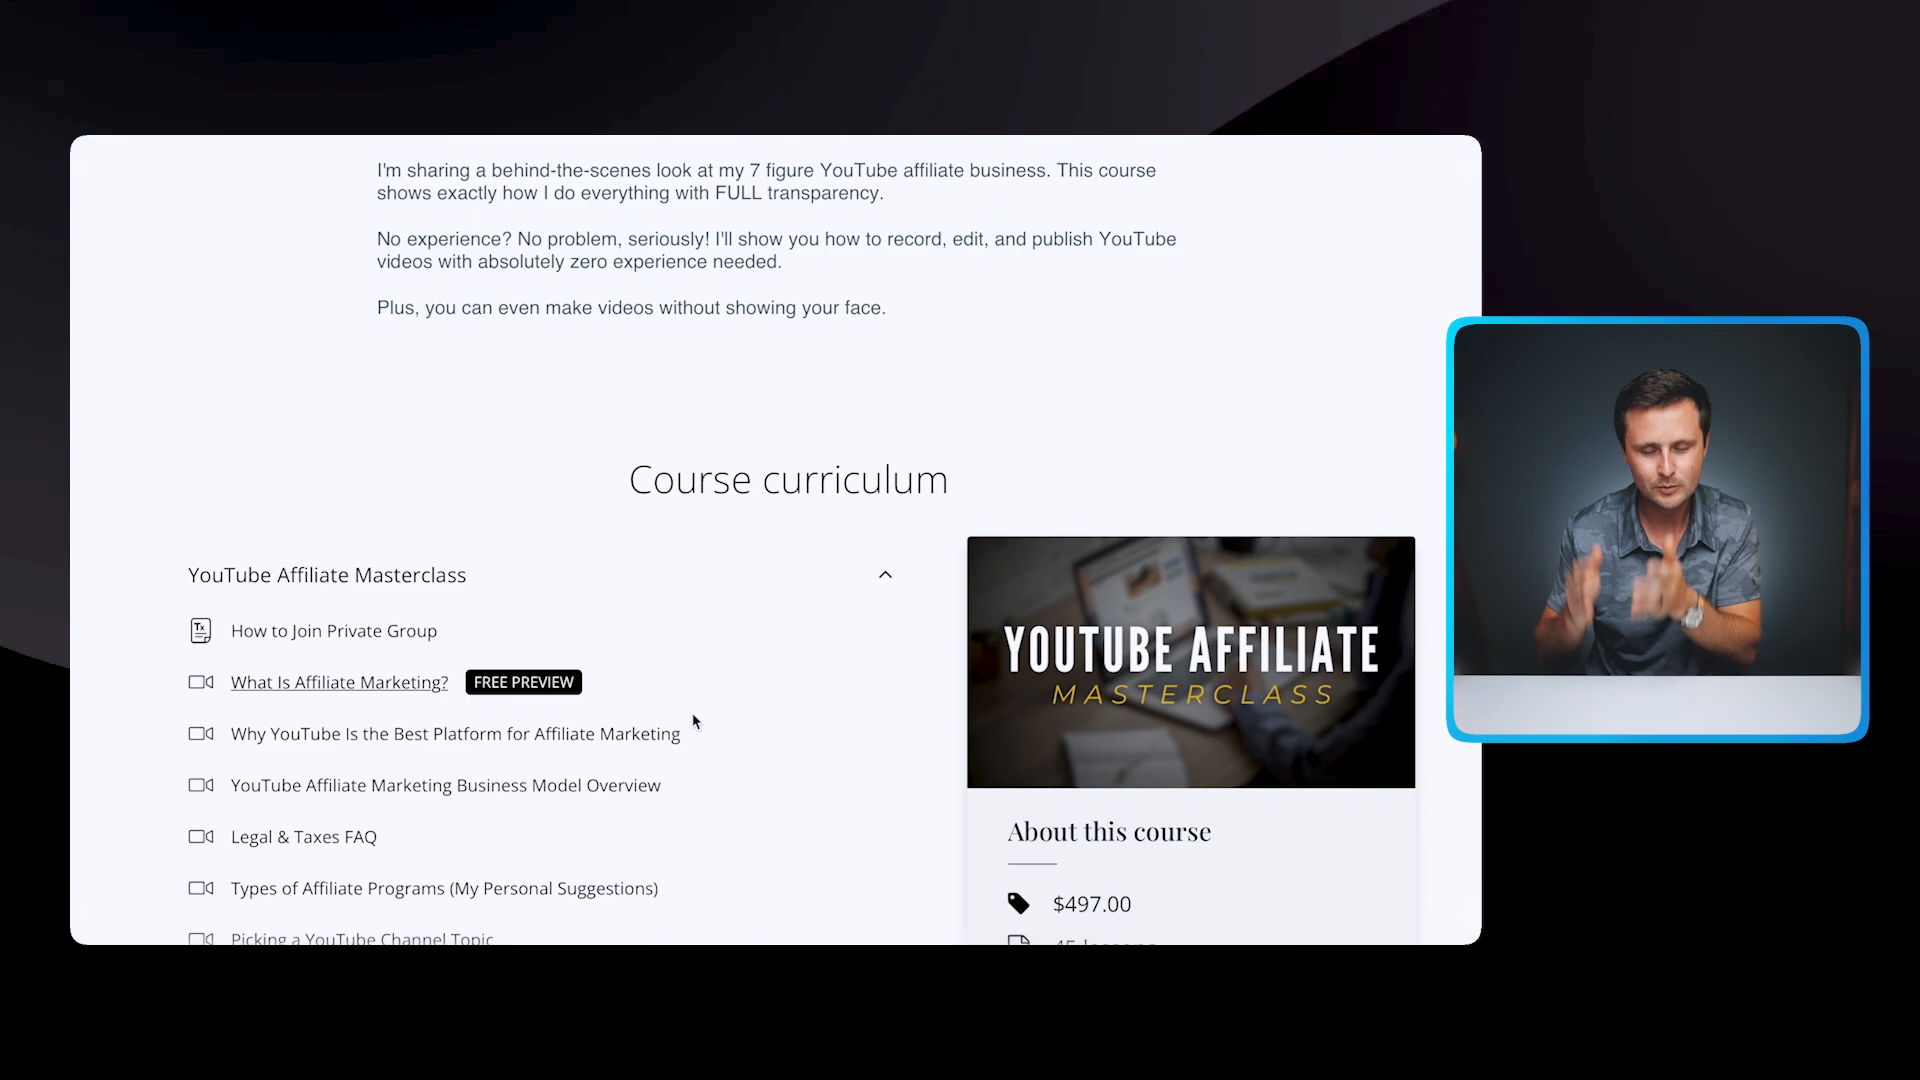 I'm sharing a behind-the-scenes look at my 7 figure YouTube affiliate business. This course
shows exactly how I do everything with FULL transparency.
No experience? No problem, seriously! I'll show you how to record, edit, and publish YouTube
videos with absolutely zero experience needed.
Plus, you can even make videos without showing your face.
Course curriculum
YouTube Affiliate Masterclass
How to Join Private Group
What Is Affiliate Marketing? FREE PREVIEW
Why YouTube Is the Best Platform for Affiliate Marketing
YouTube Affiliate Marketing Business Model Overview
Legal & Taxes FAQ
Types of Affiliate Programs (My Personal Suggestions)
Picking a YouTube Channel Topic
YOUTUBE AFFILIATE
MASTERCLASS
About this course
$497.00
45 lessons